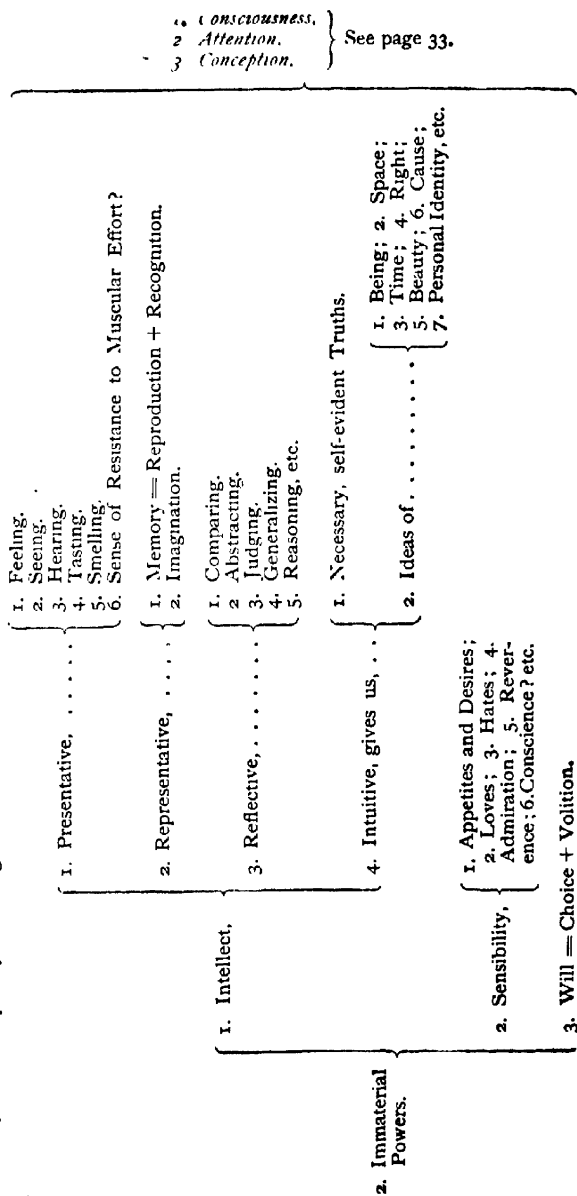 1. Consciousness,
2 Attention.
3 Conception.
See page 33.
2. Immaterial
Powers.
1. Intellect,
1. Presentative, . . . . .
1. Feeling.
2. Seeing.
3. Hearing.
4. Tasting.
5. Smelling.
6. Sense of Resistance to Muscular Effort?
2. Representative, . . . .
1. Memory = Reproduction + Recognition.
2. Imagination.
3. Reflective, . . . . . . . .
1. Comparing.
2 Abstracting.
3. Judging.
4. Generalizing.
5. Reasoning, etc.
4. Intuitive, gives us, . .
1. Necessary, self-evident Truths.
2. Ideas of . . . . . . . . . .
1. Being; 2. Space;
3. Time; 4. Right;
5. Beauty; 6. Cause;
7. Personal Identity, etc.
2. Sensibility,
1. Appetites and Desires;
2. Loves; 3. Hates; 4.
Admiration; 5. Rever-
ence; 6.Conscience? etc.
3. Will = Choice + Volition.